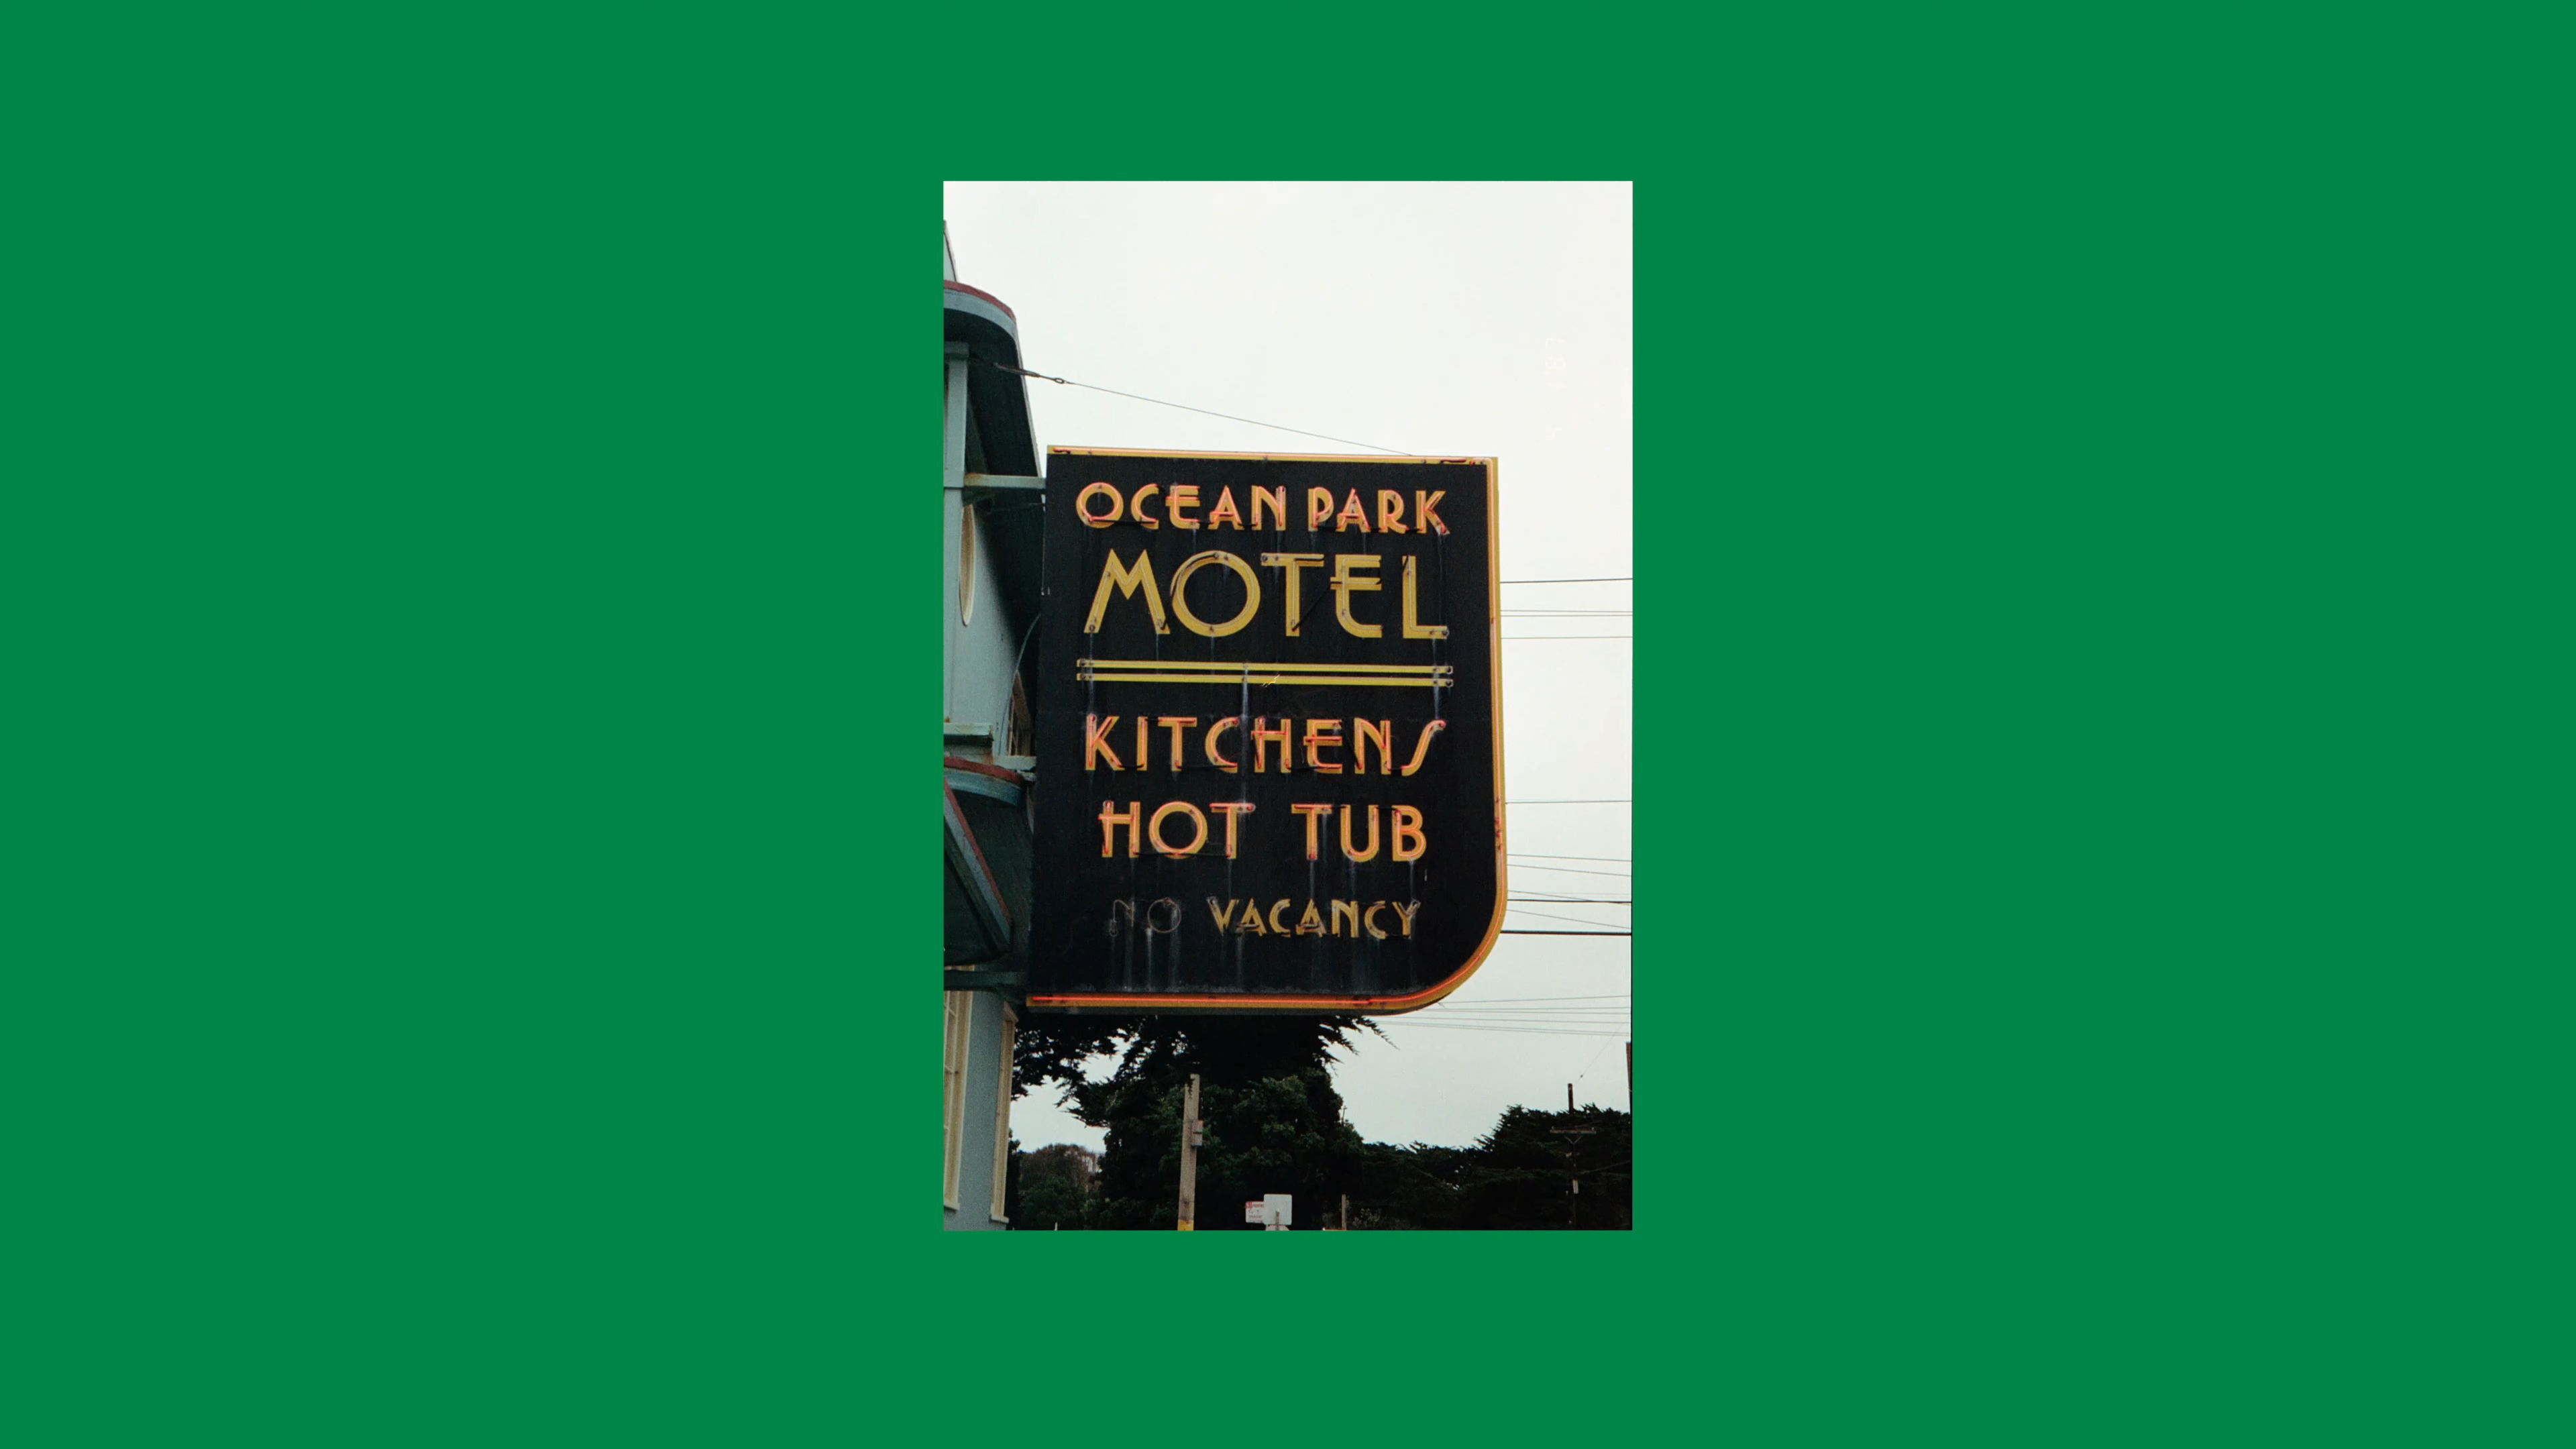 OCEAN PARK
MOTEL
KITCHENS
HOT TUB
NO VACANCY